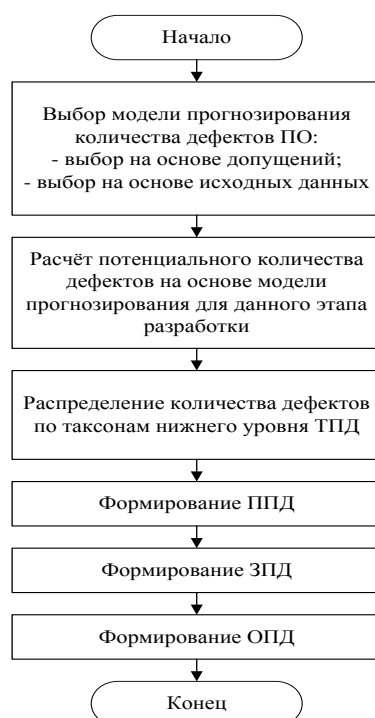 Начало
Выбор модели прогнозирования
количества дефектов ПО:
- выбор на основе допущений;
- выбор на основе исходных данных
Расчёт потенциального количества
дефектов на основе модели
прогнозирования для данного этапа
разработки
Распределение количества дефектов
по таксонам нижнего уровня ТПД
Формирование ППД
Формирование ЗПД
Формирование ОПД
Конец